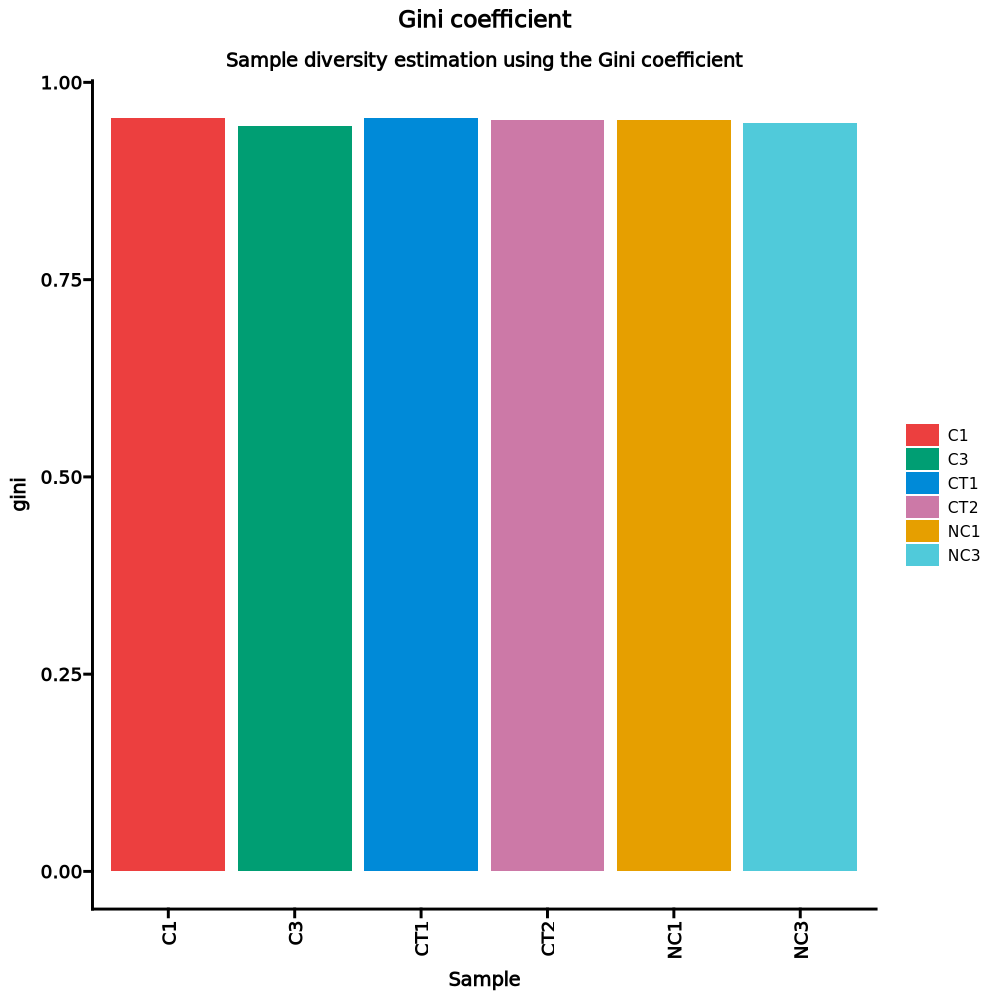 Gini coefficient
Sample diversity estimation using the Gini coefficient
1.00
0.75
0.50
0.25
0.00
gini
C1
C3
CT1
CT2
NC1
NC3
Sample
C1
C3
CT1
CT2
NC1
NC3